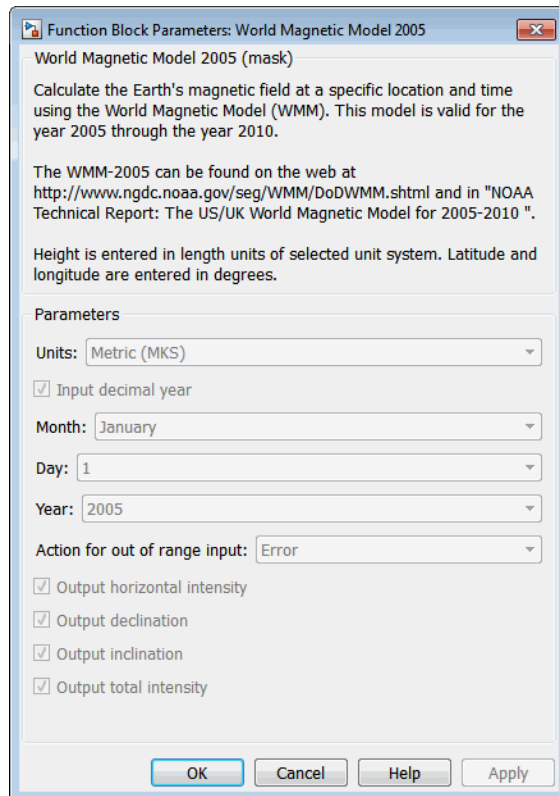 Function Block Parameters: World Magnetic Model 2005
World Magnetic Model 2005 (mask)
Calculate the Earth's magnetic field at a specific location and time
using the World Magnetic Model (WMM). This model is valid for the
year 2005 through the year 2010.
The WMM-2005 can be found on the web at
http://www.ngdc.noaa.gov/seg/WMM/DoDWMM.shtml and in "NOAA
Technical Report: The US/UK World Magnetic Model for 2005-2010 ".
Height is entered in length units of selected unit system. Latitude and
longitude are entered in degrees.
Parameters
Units: Metric (MKS)
Input decimal year
Month: January
Day: 1
Year: 2005
Action for out of range input: Error
Output horizontal intensity
Output declination
Output inclination
Output total intensity
OK Cancel Help Apply